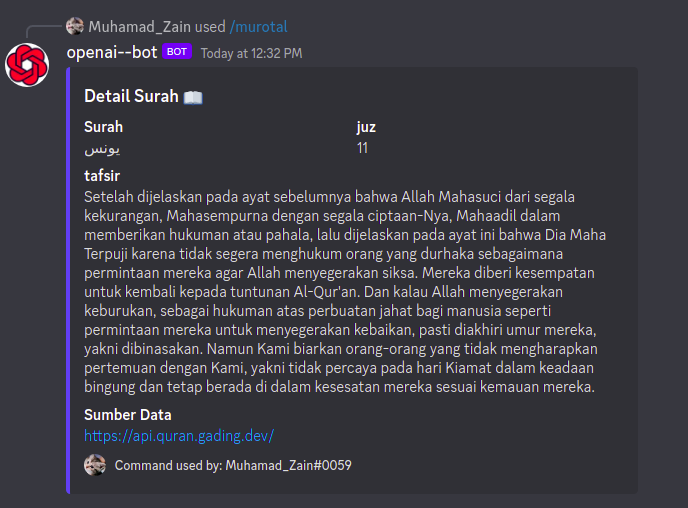 Muhamad_Zain used /murotal
openai--bot BOT Today at 12:32 PM
Detail Surah
Surah juz
يونس 11
tafsir
Setelah dijelaskan pada ayat sebelumnya bahwa Allah Mahasuci dari segala
kekurangan, Mahasempurna dengan segala ciptaan-Nya, Mahaadil dalam
memberikan hukuman atau pahala, lalu dijelaskan pada ayat ini bahwa Dia Maha
Terpuji karena tidak segera menghukum orang yang durhaka sebagaimana
permintaan mereka agar Allah menyegerakan siksa. Mereka diberi kesempatan
untuk kembali kepada tuntunan Al-Qur'an. Dan kalau Allah menyegerakan
keburukan, sebagai hukuman atas perbuatan jahat bagi manusia seperti
permintaan mereka untuk menyegerakan kebaikan, pasti diakhiri umur mereka,
yakni dibinasakan. Namun Kami biarkan orang-orang yang tidak mengharapkan
pertemuan dengan Kami, yakni tidak percaya pada hari Kiamat dalam keadaan
bingung dan tetap berada di dalam kesesatan mereka sesuai kemauan mereka.
Sumber Data
https://api.quran.gading.dev/
Command used by: Muhamad_Zain#0059